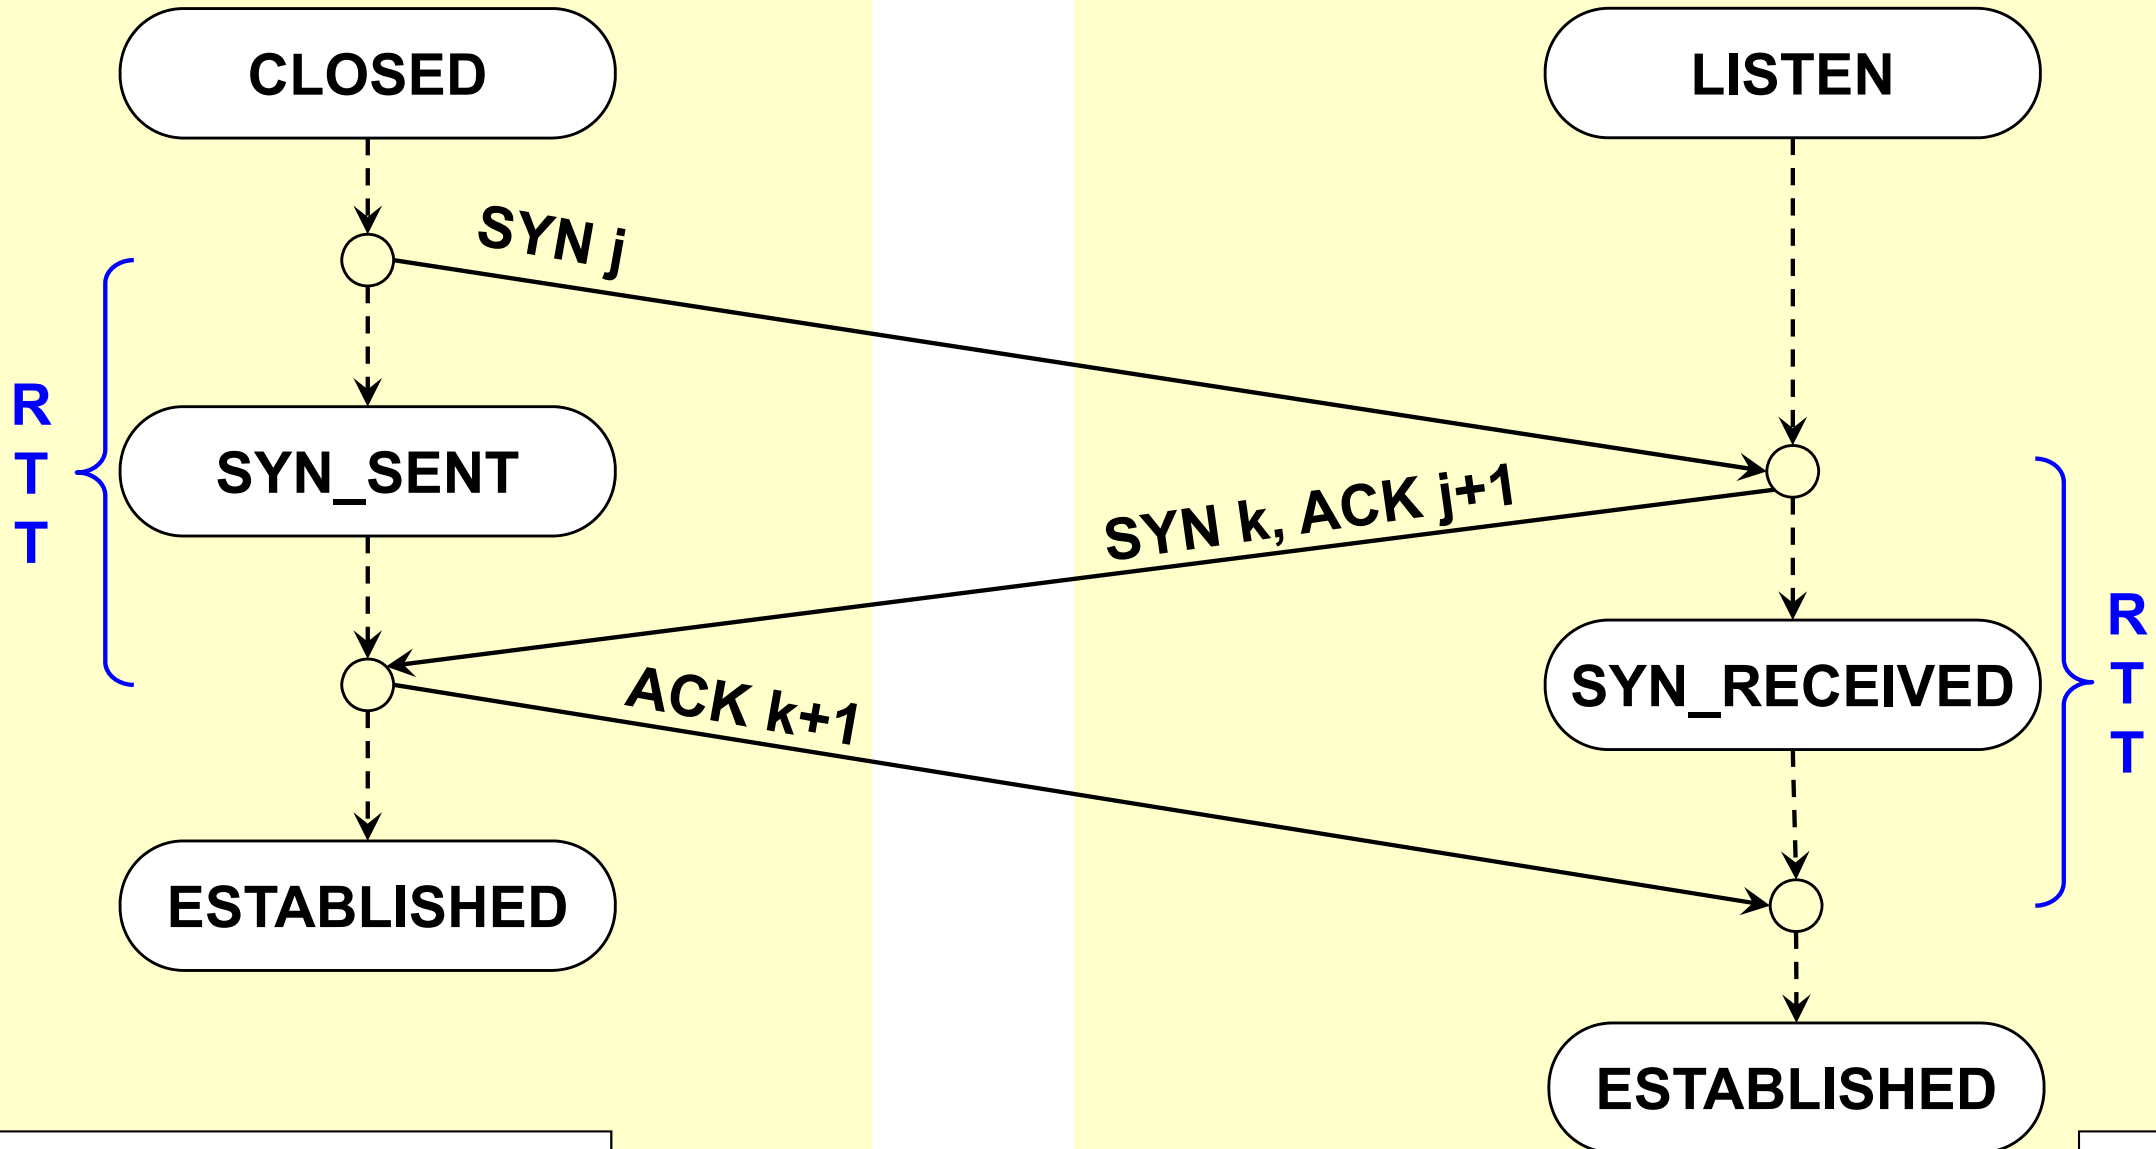 CLOSED
LISTEN
SYN j
R
T
T
SYN_SENT
SYN k, ACK j+1
ACK k+1
SYN_RECEIVED
R
T
T
ESTABLISHED
ESTABLISHED